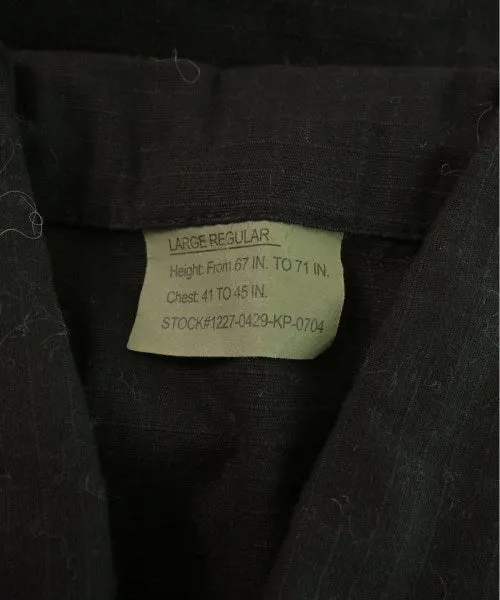 LARGE REGULAR
Height: From 67 IN. TO 71 IN.
Chest: 41 TO 45 IN.
STOCK#1227-0429-KP-0704